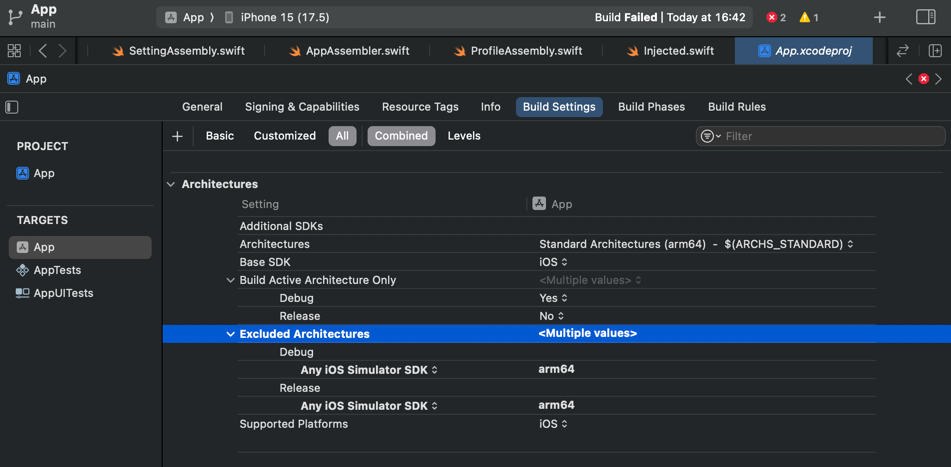 App
main
App 〉 iPhone 15 (17.5)
Build Failed | Today at 16:42
2
1
SettingAssembly.swift
AppAssembler.swift
ProfileAssembly.swift
Injected.swift
App.xcodeproj
App
General Signing & Capabilities Resource Tags Info Build Settings Build Phases Build Rules
Basic Customized All Combined Levels
Filter
PROJECT
App
TARGETS
App
AppTests
AppUITests
Architectures
Setting App
Additional SDKs
Architectures Standard Architectures (arm64) - $(ARCHS_STANDARD)
Base SDK iOS
Build Active Architecture Only <Multiple values>
Debug Yes
Release No
Excluded Architectures <Multiple values>
Debug
Any iOS Simulator SDK arm64
Release
Any iOS Simulator SDK arm64
Supported Platforms iOS